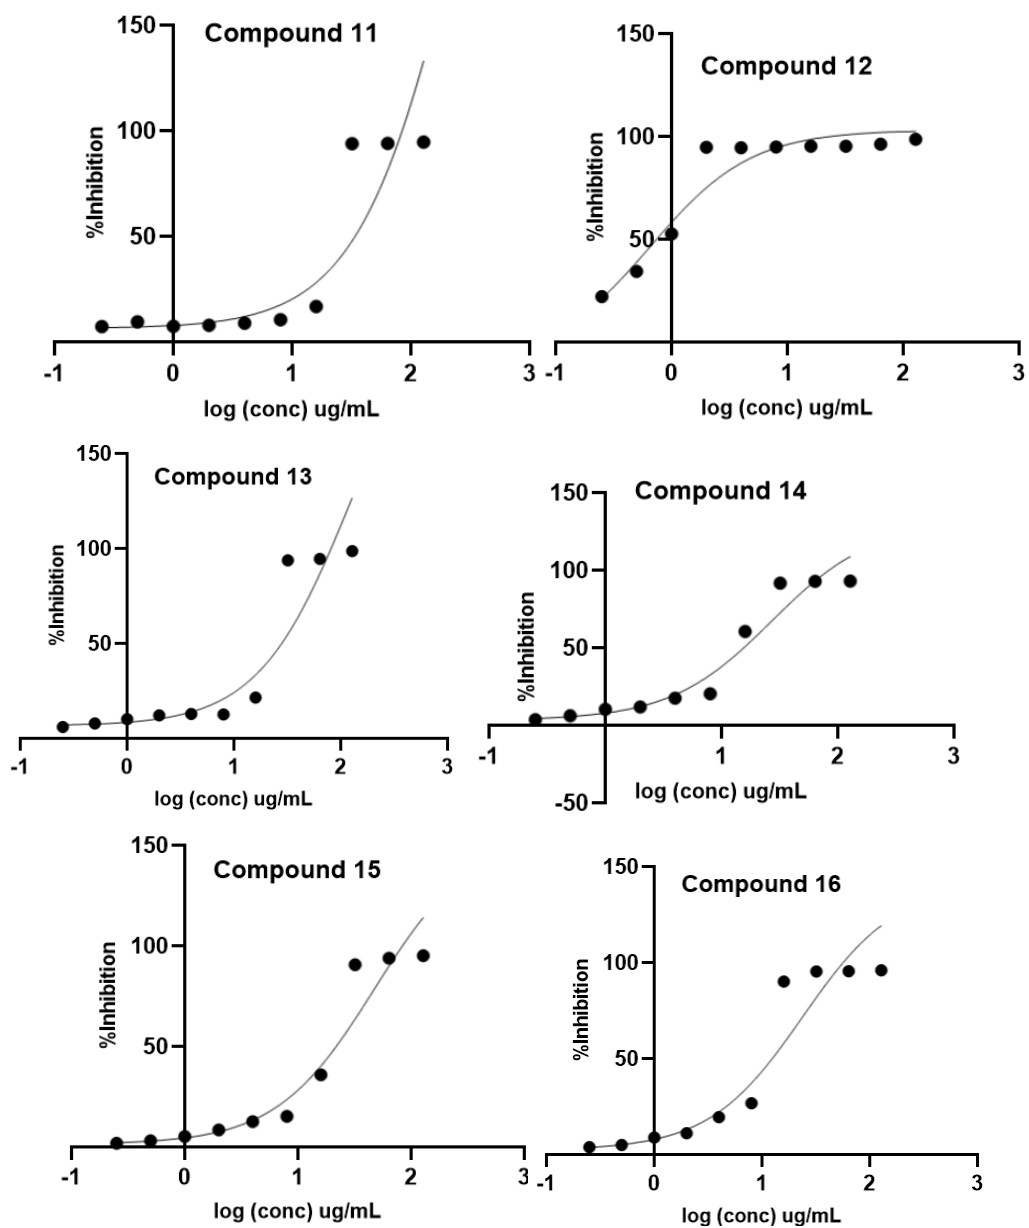 Compound 11
150
100
50
%Inhibition
-1 0 1 2 3
log (conc) ug/mL
Compound 12
150
100
50
%Inhibition
-1 0 1 2 3
log (conc) ug/mL
Compound 13
150
100
50
%Inhibition
-1 0 1 2 3
log (conc) ug/mL
Compound 14
150
100
50
%Inhibition
-1 1 2 3
-50
log (conc) ug/mL
Compound 15
150
100
50
%Inhibition
-1 0 1 2 3
log (conc) ug/mL
Compound 16
150
100
50
%Inhibition
-1 0 1 2 3
log (conc) ug/mL